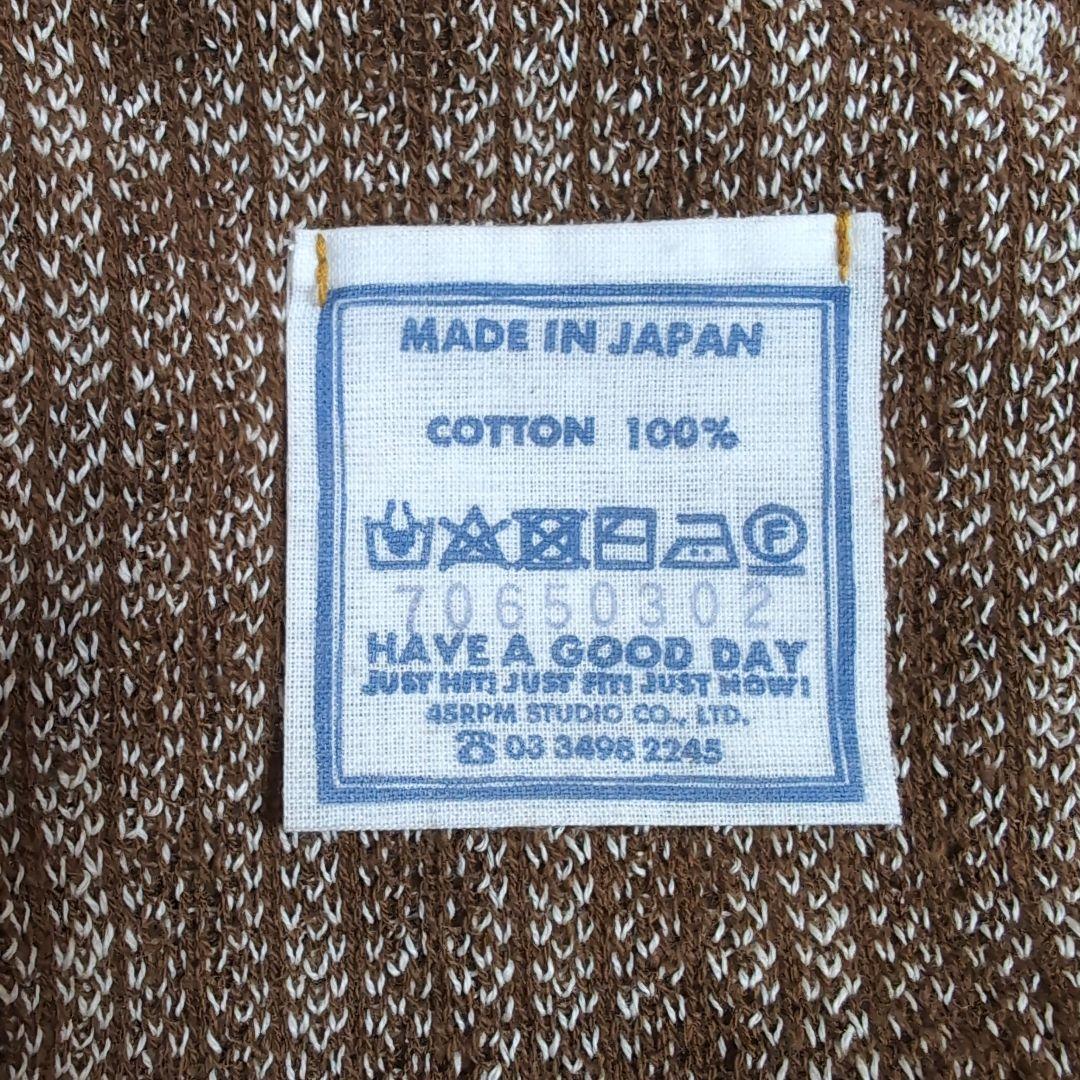 MADE IN JAPAN
COTTON 100%
F
70650302
HAVE A GOOD DAY
JUST HIT! JUST FIT! JUST NOW!
45RPM STUDIO CO., LTD.
☎ 03 3498 2245